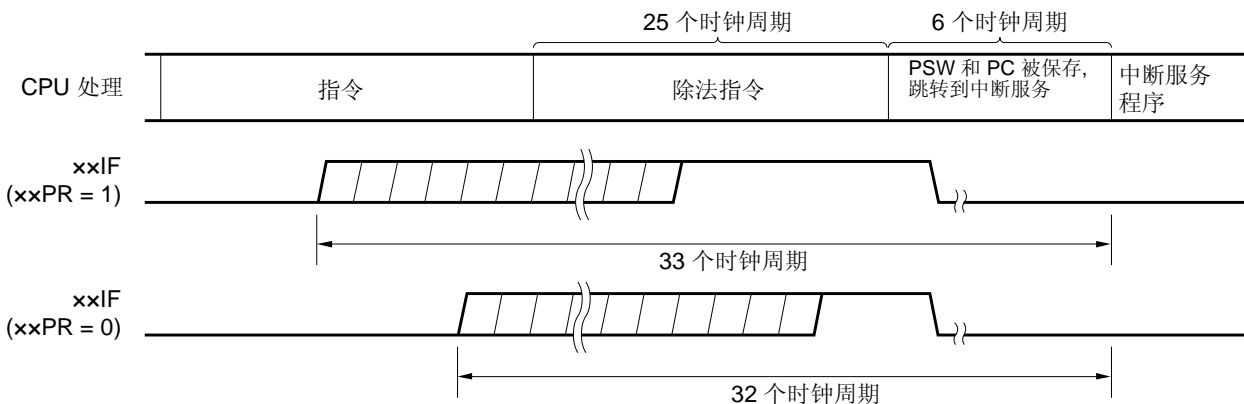 25 个时钟周期
6 个时钟周期
CPU 处理
指令
除法指令
PSW 和 PC 被保存,
跳转到中断服务
中断服务
程序
××IF
(××PR = 1)
33 个时钟周期
××IF
(××PR = 0)
32 个时钟周期